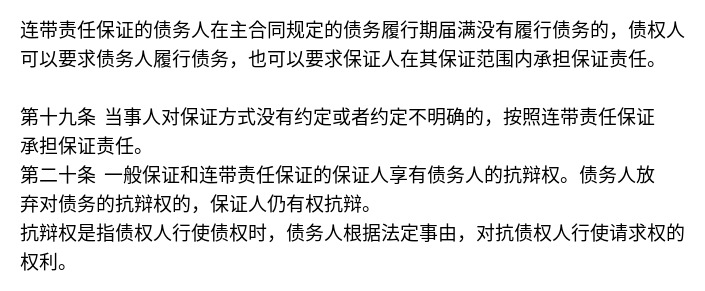 连带责任保证的债务人在主合同规定的债务履行期届满没有履行债务的，债权人
可以要求债务人履行债务，也可以要求保证人在其保证范围内承担保证责任。
第十九条 当事人对保证方式没有约定或者约定不明确的，按照连带责任保证
承担保证责任。
第二十条 一般保证和连带责任保证的保证人享有债务人的抗辩权。债务人放
弃对债务的抗辩权的，保证人仍有权抗辩。
抗辩权是指债权人行使债权时，债务人根据法定事由，对抗债权人行使请求权的
权利。